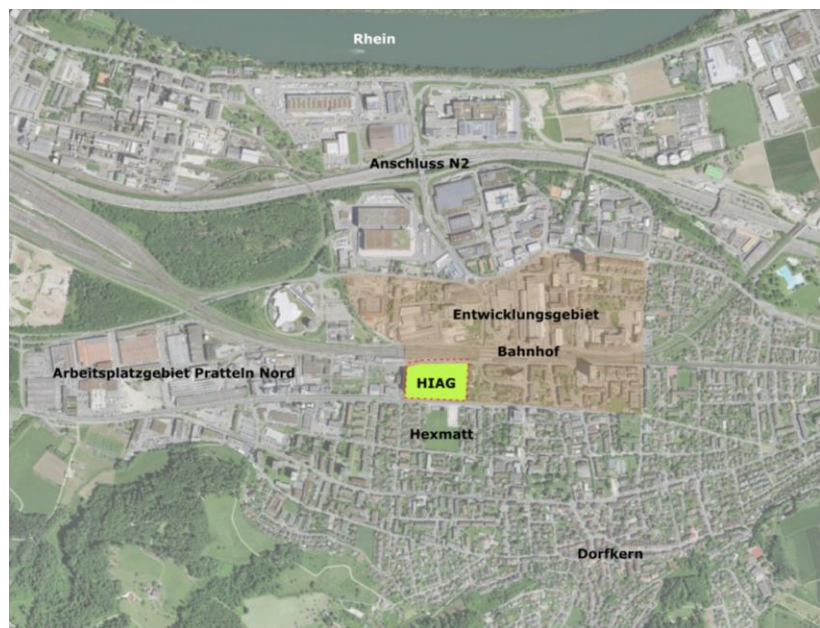 Rhein
Anschluss N2
Entwicklungsgebiet
Bahnhof
Arbeitsplatzgebiet Pratteln Nord
HIAG
Hexmatt
Dorfkern